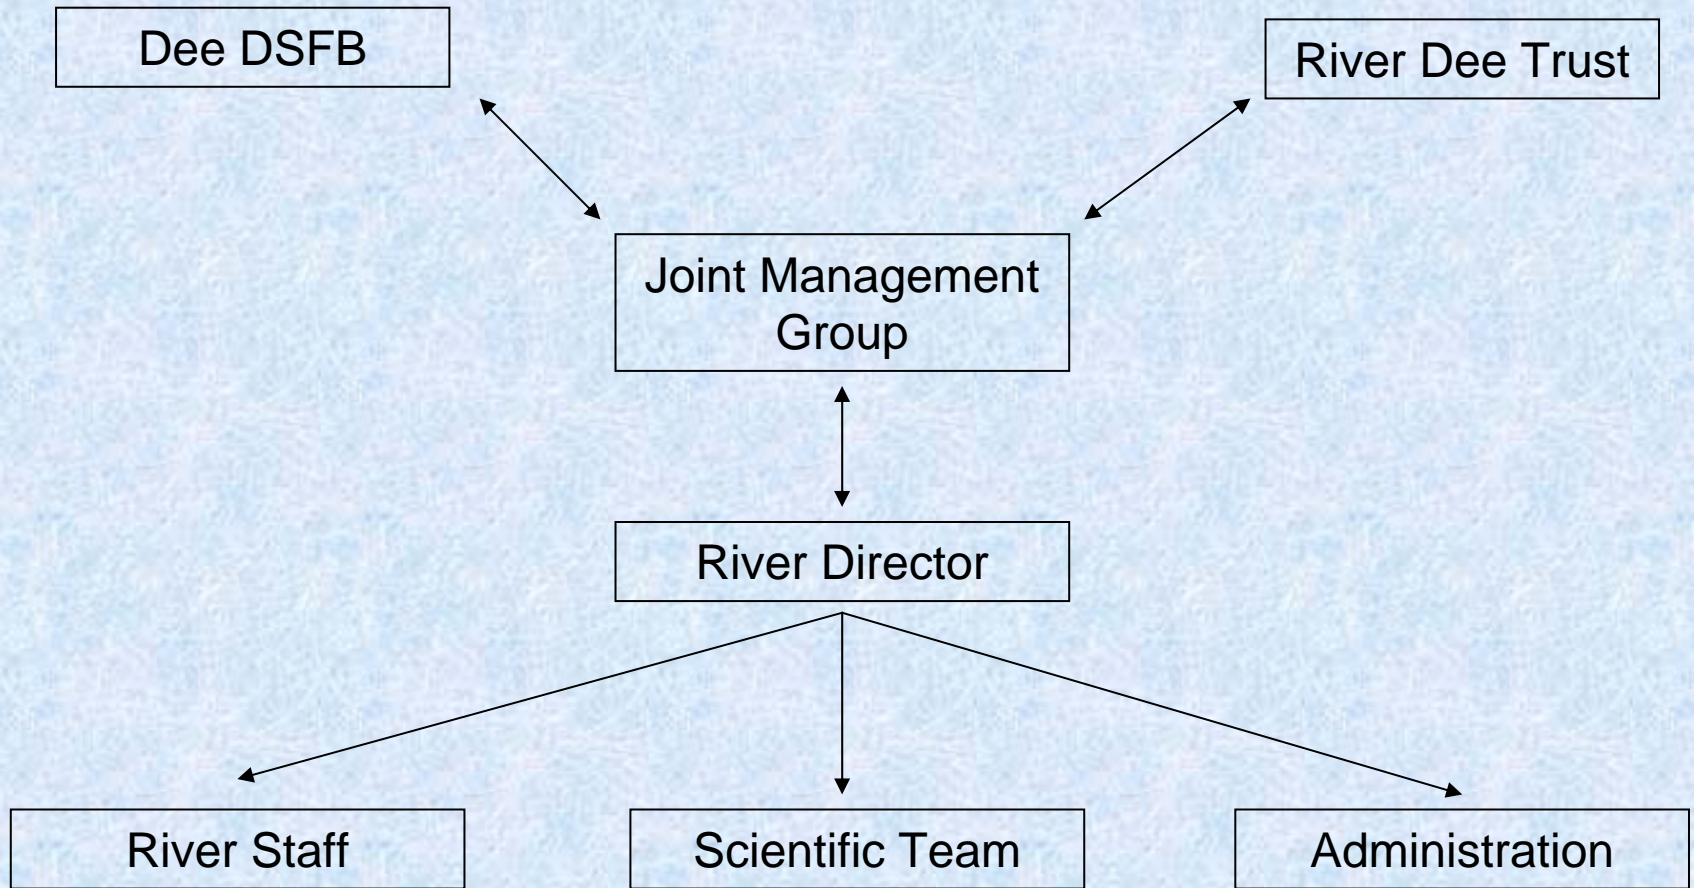 Dee DSFB
River Dee Trust
Joint Management
Group
River Director
River Staff
Scientific Team
Administration